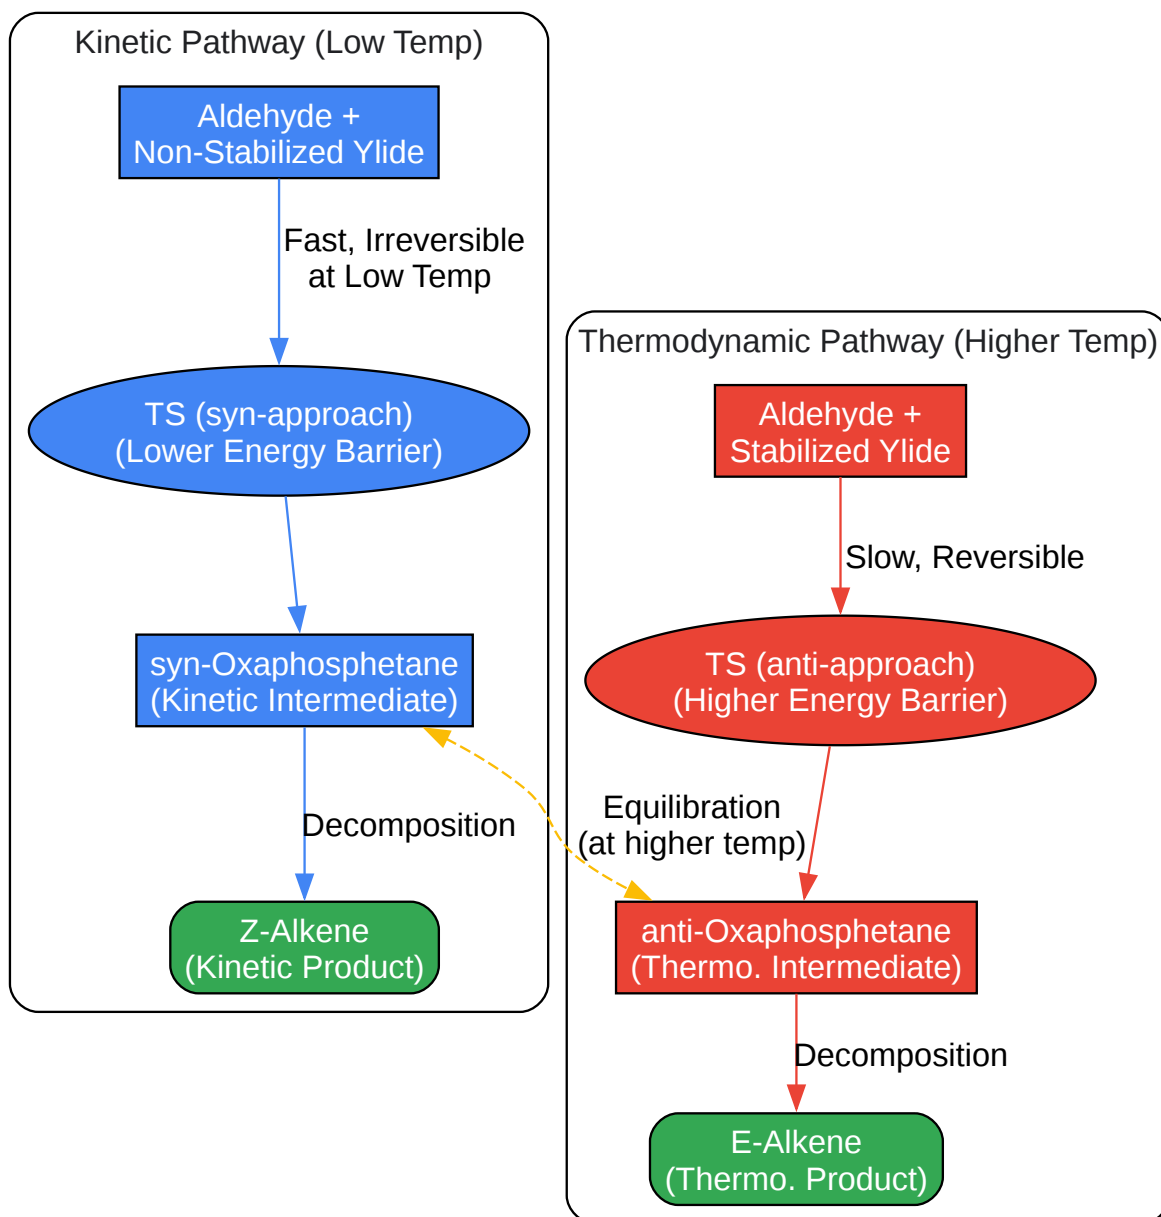 Kinetic Pathway (Low Temp)
Aldehyde +
Non-Stabilized Ylide
Fast, Irreversible
at Low Temp
TS (syn-approach)
(Lower Energy Barrier)
syn-Oxaphosphetane
(Kinetic Intermediate)
Decomposition
Z-Alkene
(Kinetic Product)
Thermodynamic Pathway (Higher Temp)
Aldehyde +
Stabilized Ylide
Slow, Reversible
TS (anti-approach)
(Higher Energy Barrier)
Equilibration
(at higher temp)
anti-Oxaphosphetane
(Thermo. Intermediate)
Decomposition
E-Alkene
(Thermo. Product)